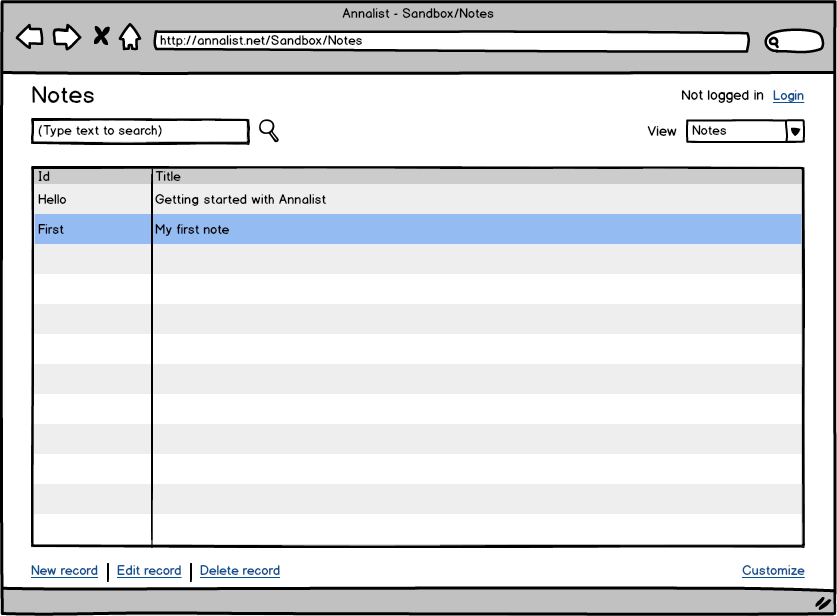 Annalist - Sandbox/Notes
http://annalist.net/Sandbox/Notes
Notes
Not logged in Login
(Type text to search)
View Notes
Id Title
Hello Getting started with Annalist
First My first note
New record | Edit record | Delete record
Customize